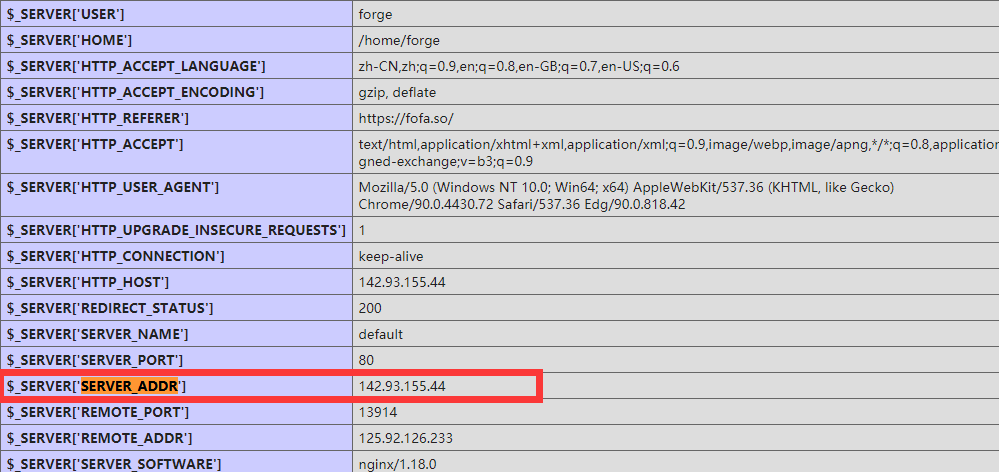 $_SERVER['USER'] forge
$_SERVER['HOME'] /home/forge
$_SERVER['HTTP_ACCEPT_LANGUAGE'] zh-CN,zh;q=0.9,en;q=0.8,en-GB;q=0.7,en-US;q=0.6
$_SERVER['HTTP_ACCEPT_ENCODING'] gzip, deflate
$_SERVER['HTTP_REFERER'] https://fofa.so/
$_SERVER['HTTP_ACCEPT'] text/html,application/xhtml+xml,application/xml;q=0.9,image/webp,image/apng,*/*;q=0.8,application
gned-exchange;v=b3;q=0.9
$_SERVER['HTTP_USER_AGENT'] Mozilla/5.0 (Windows NT 10.0; Win64; x64) AppleWebKit/537.36 (KHTML, like Gecko)
Chrome/90.0.4430.72 Safari/537.36 Edg/90.0.818.42
$_SERVER['HTTP_UPGRADE_INSECURE_REQUESTS'] 1
$_SERVER['HTTP_CONNECTION'] keep-alive
$_SERVER['HTTP_HOST'] 142.93.155.44
$_SERVER['REDIRECT_STATUS'] 200
$_SERVER['SERVER_NAME'] default
$_SERVER['SERVER_PORT'] 80
$_SERVER['SERVER_ADDR'] 142.93.155.44
$_SERVER['REMOTE_PORT'] 13914
$_SERVER['REMOTE_ADDR'] 125.92.126.233
$_SERVER['SERVER_SOFTWARE'] nginx/1.18.0